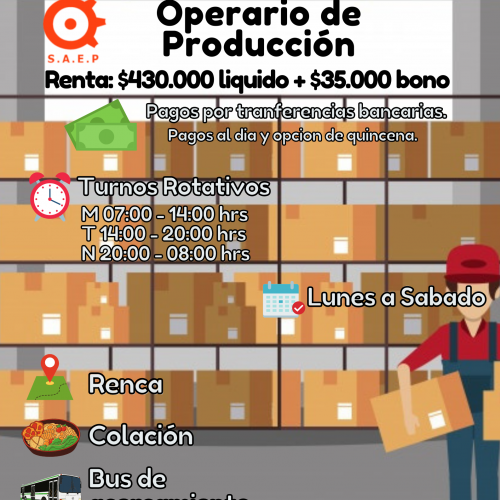 Operario de
Producción
S.A.E.P
Renta: $430.000 liquido + $35.000 bono
Pagos por tranferencias bancarias.
Pagos al dia y opcion de quincena.
Turnos Rotativos
M 07:00 - 14:00 hrs
T 14:00 - 20:00 hrs
N 20:00 - 08:00 hrs
Lunes a Sabado
Renca
Colación
Bus de